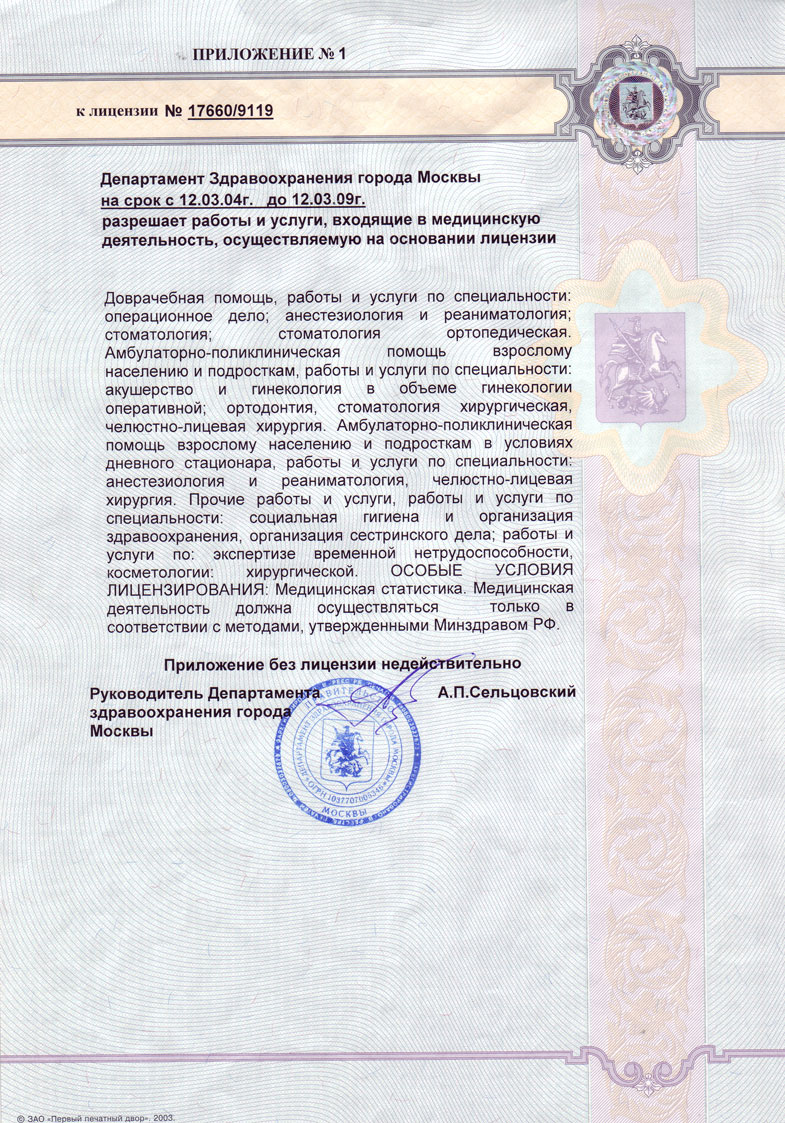 ПРИЛОЖЕНИЕ № 1
к лицензии № 17660/9119
Департамент Здравоохранения города Москвы
на срок с 12.03.04г. до 12.03.09г.
разрешает работы и услуги, входящие в медицинскую
деятельность, осуществляемую на основании лицензии
Доврачебная помощь, работы и услуги по специальности:
операционное дело; анестезиология и реаниматология;
стоматология; стоматология ортопедическая.
Амбулаторно-поликлиническая помощь взрослому
населению и подросткам, работы и услуги по специальности:
акушерство и гинекология в объеме гинекологии
оперативной; ортодонтия, стоматология хирургическая,
челюстно-лицевая хирургия. Амбулаторно-поликлиническая
помощь взрослому населению и подросткам в условиях
дневного стационара, работы и услуги по специальности:
анестезиология и реаниматология, челюстно-лицевая
хирургия. Прочие работы и услуги, работы и услуги по
специальности: социальная гигиена и организация
здравоохранения, организация сестринского дела; работы и
услуги по: экспертизе временной нетрудоспособности,
косметологии: хирургической. ОСОБЫЕ УСЛОВИЯ
ЛИЦЕНЗИРОВАНИЯ: Медицинская статистика. Медицинская
деятельность должна осуществляться только в
соответствии с методами, утвержденными Минздравом РФ.
Приложение без лицензии недействительно
Руководитель Департамента А.П.Сельцовский
здравоохранения города
Москвы
ПРАВИТЕЛЬСТВО
МОСКВЫ
ДЕПАРТАМЕНТ ЗДРАВООХРАНЕНИЯ ГОРОДА МОСКВЫ
ОГРН 1037707005346
© ЗАО «Первый печатный двор». 2003.